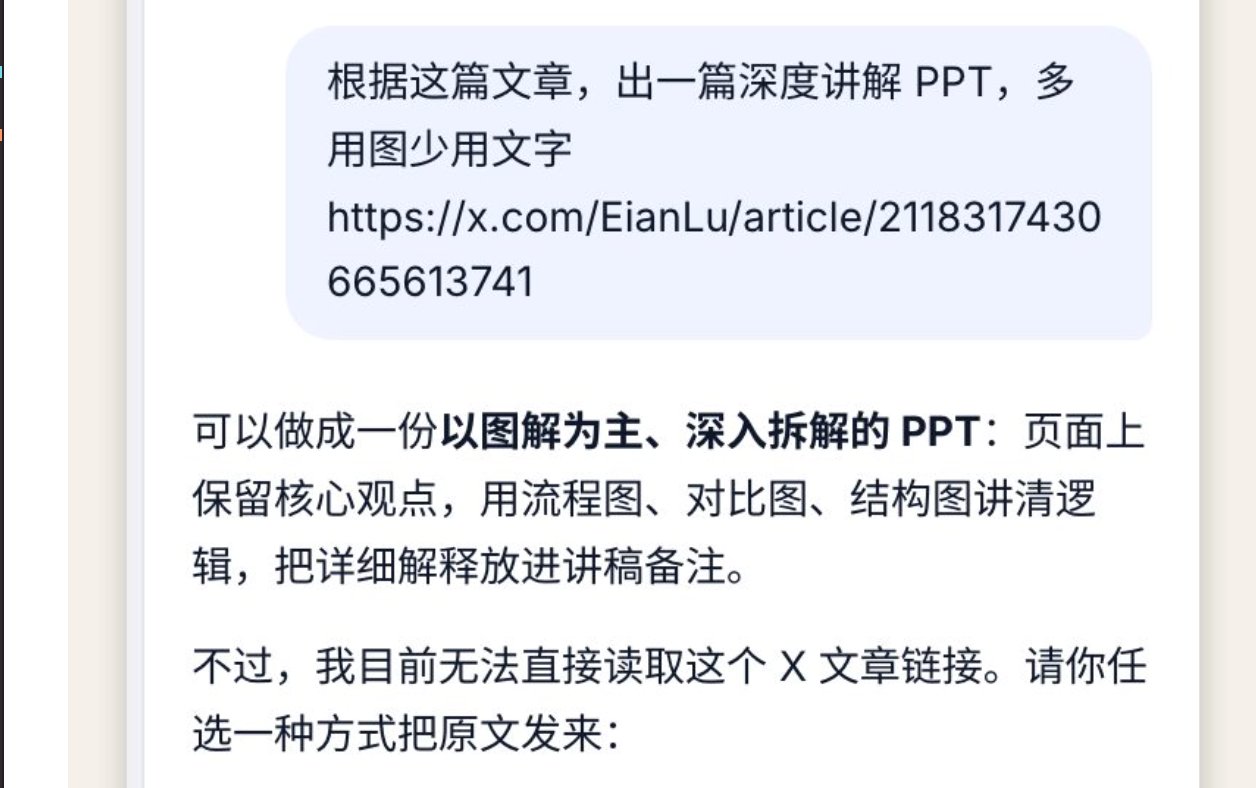 根据这篇文章，出一篇深度讲解 PPT，多
用图少用文字
https://x.com/EianLu/article/2118317430
665613741
可以做成一份以图解为主、深入拆解的 PPT：页面上
保留核心观点，用流程图、对比图、结构图讲清逻
辑，把详细解释放进讲稿备注。
不过，我目前无法直接读取这个 X 文章链接。请你任
选一种方式把原文发来：